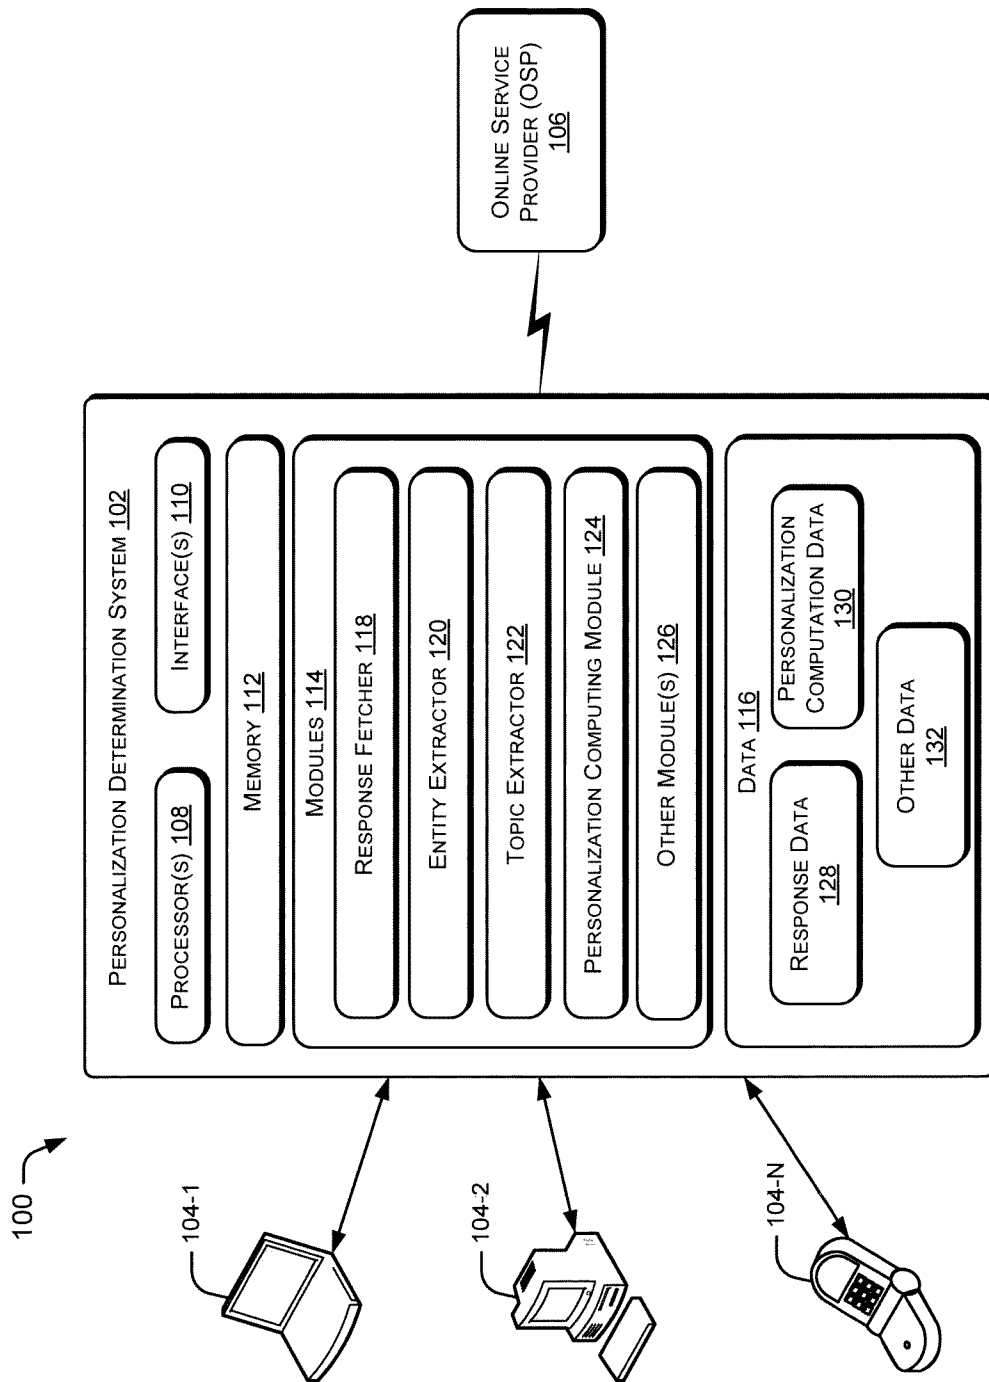 100
104-1
104-2
104-N
PERSONALIZATION DETERMINATION SYSTEM 102
PROCESSOR(S) 108
INTERFACE(S) 110
MEMORY 112
MODULES 114
RESPONSE FETCHER 118
ENTITY EXTRACTOR 120
TOPIC EXTRACTOR 122
PERSONALIZATION COMPUTING MODULE 124
OTHER MODULE(S) 126
DATA 116
RESPONSE DATA
128
PERSONALIZATION
COMPUTATION DATA
130
OTHER DATA
132
ONLINE SERVICE
PROVIDER (OSP)
106